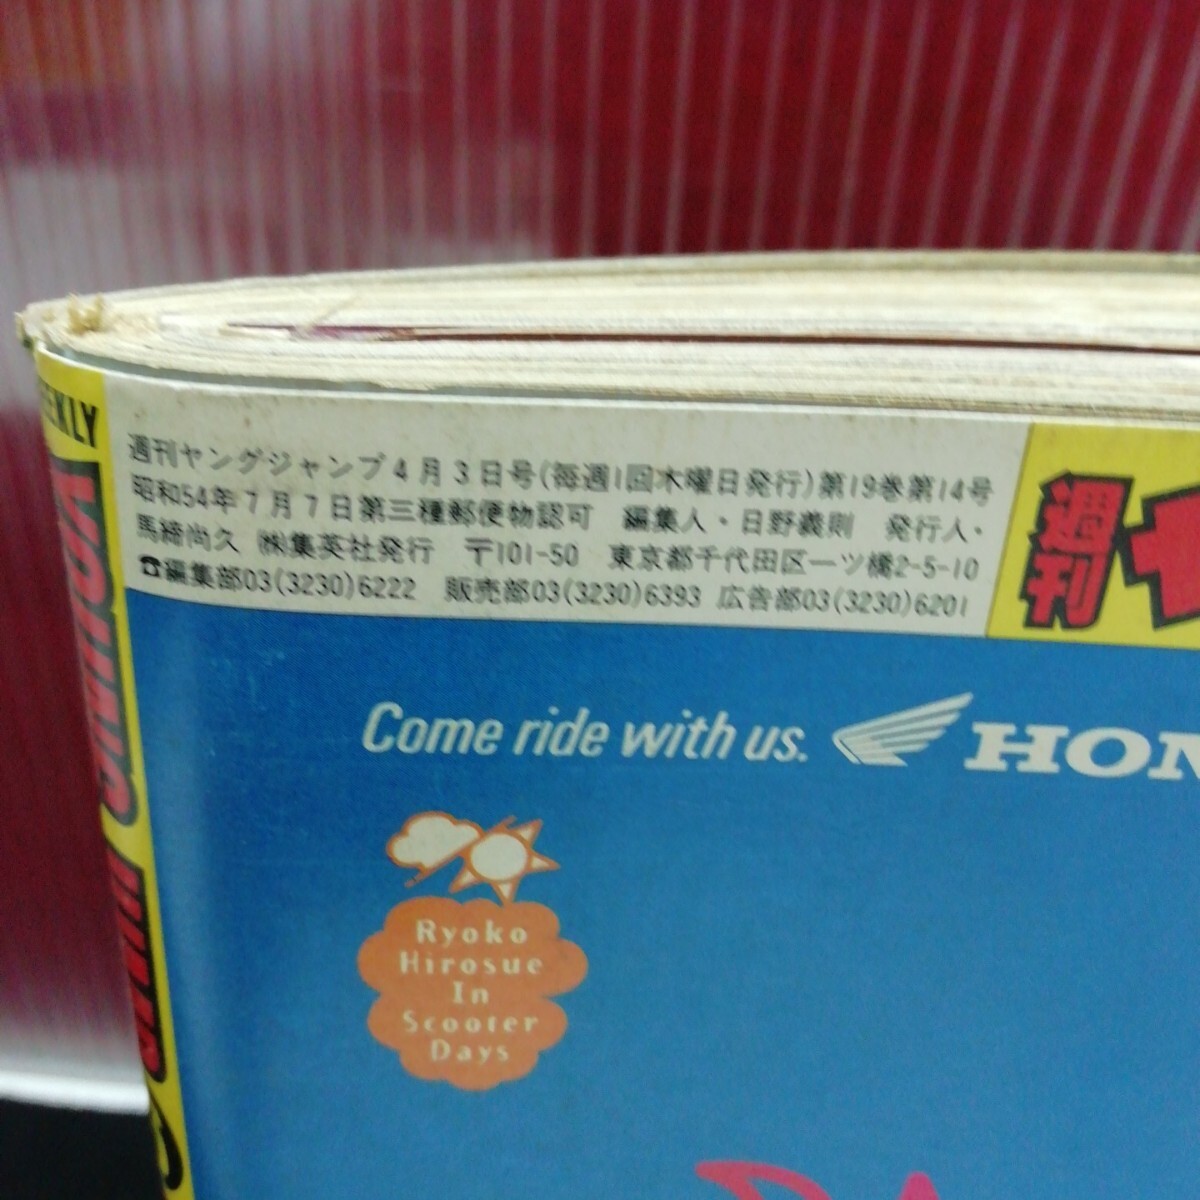 週刊ヤングジャンプ4月3日号(毎週1回木曜日発行)第19巻第14号
昭和54年7月7日第三種郵便物認可 編集人・日野義則 発行人・
馬締尚久 ㈱集英社発行 〒101-50 東京都千代田区一ツ橋2-5-10
☎編集部03(3230)6222 販売部03(3230)6393 広告部03(3230)6201
週刊
Come ride with us. HON
Ryoko
Hirosue
In
Scooter
Days
WEEKLY
YOUNG JUMP